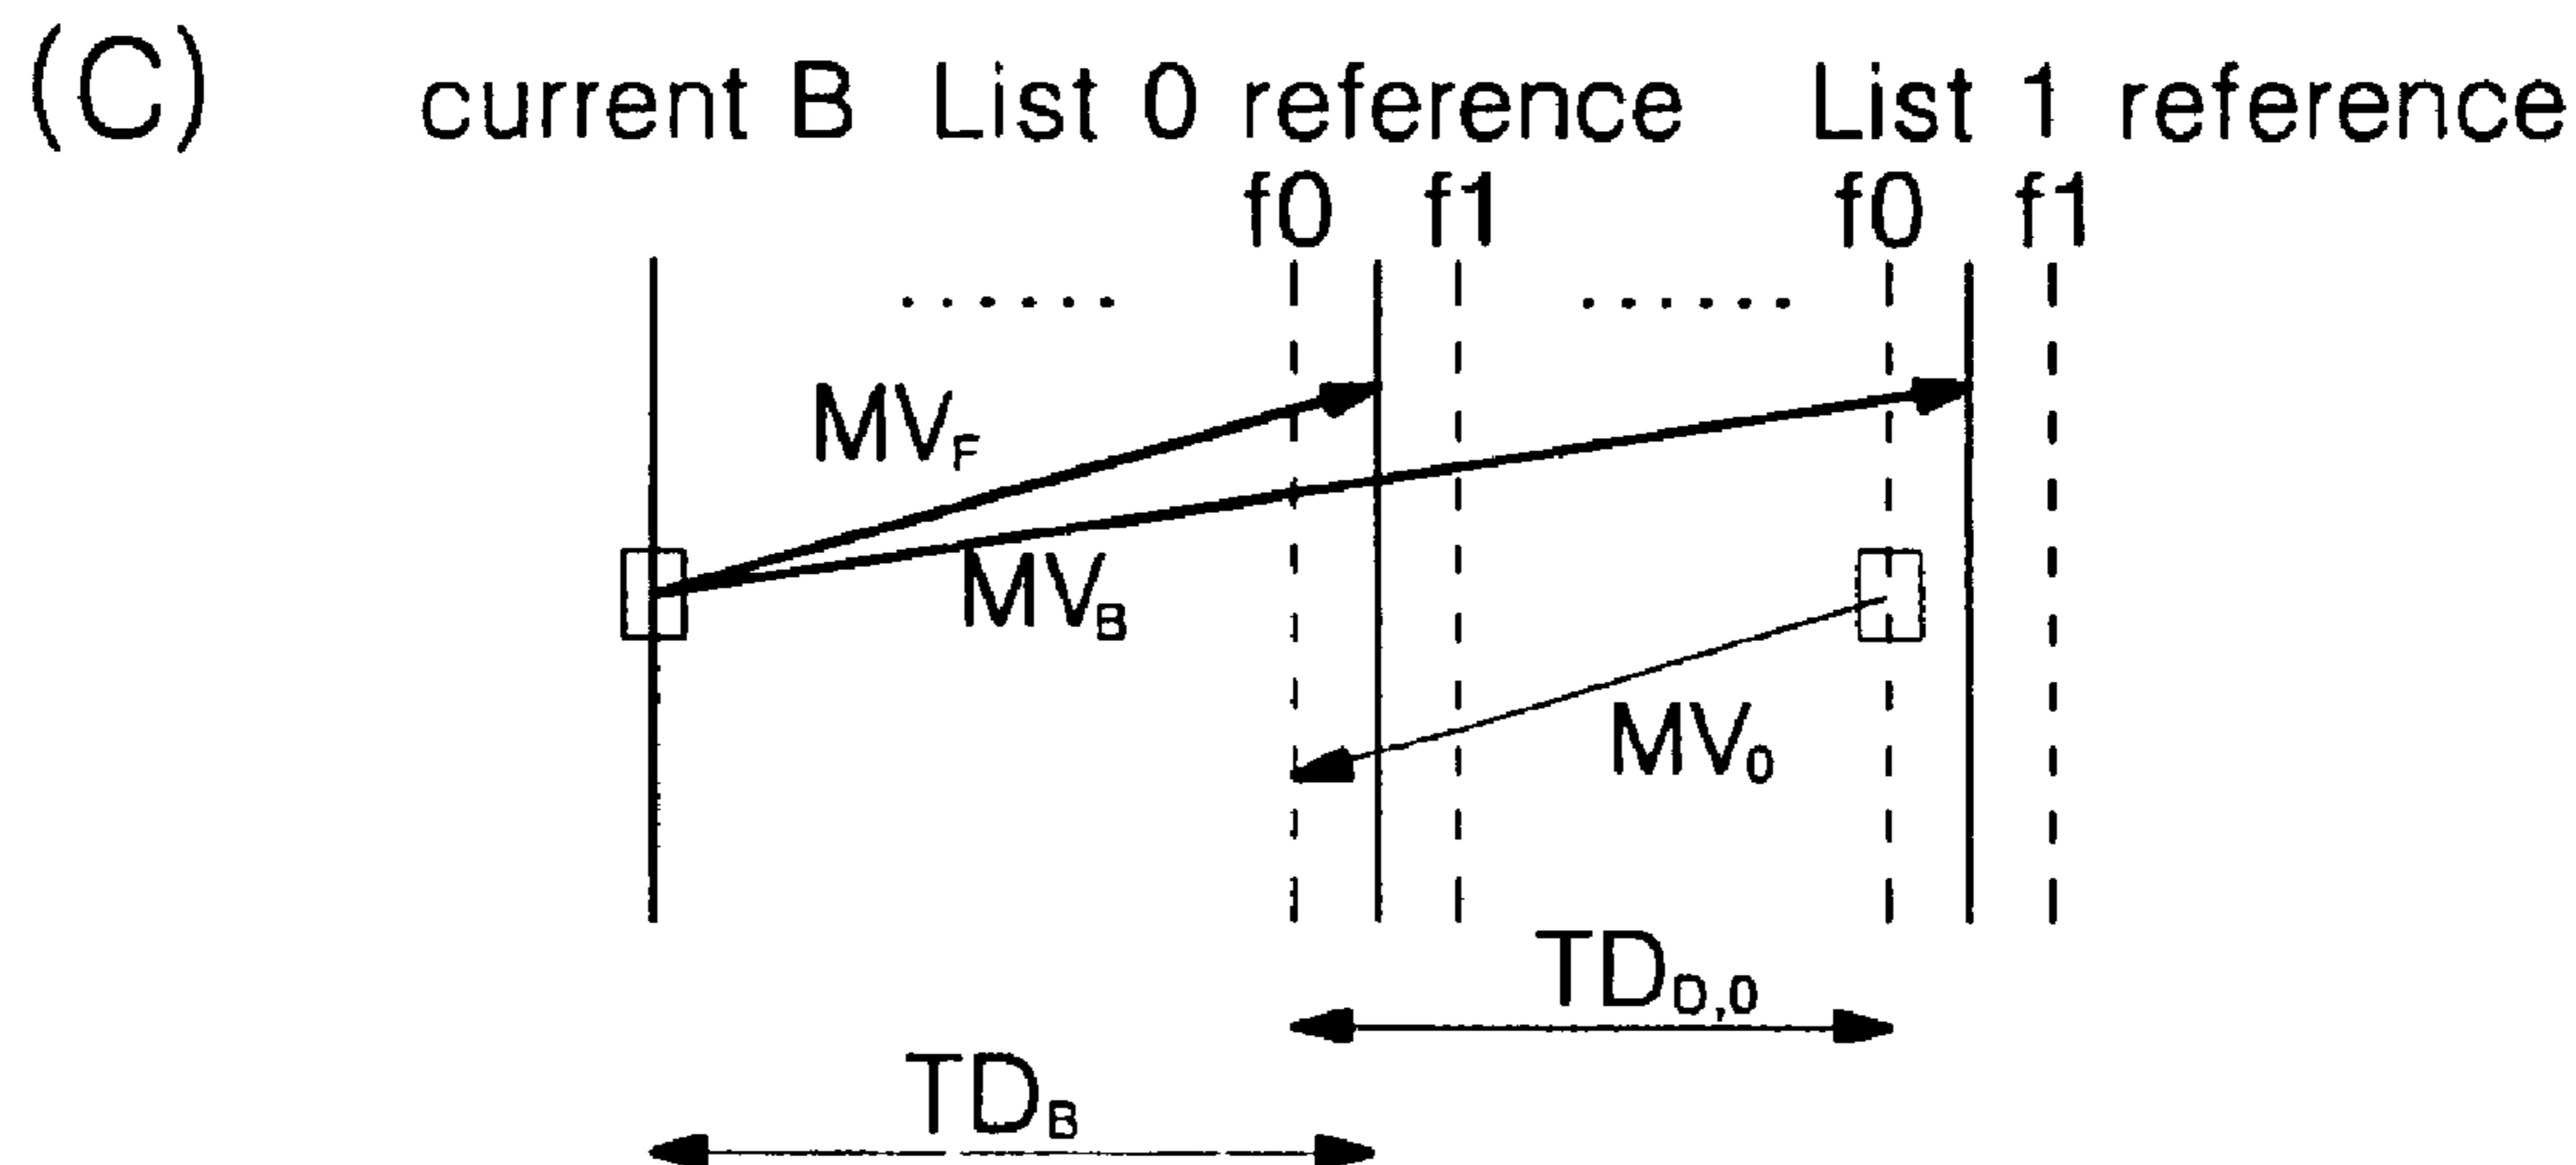 (C) current B List 0 reference List 1 reference
f0 f1 f0 f1
......  ......
MV_F
MV_B
MV_0
TD_D,0
TD_B